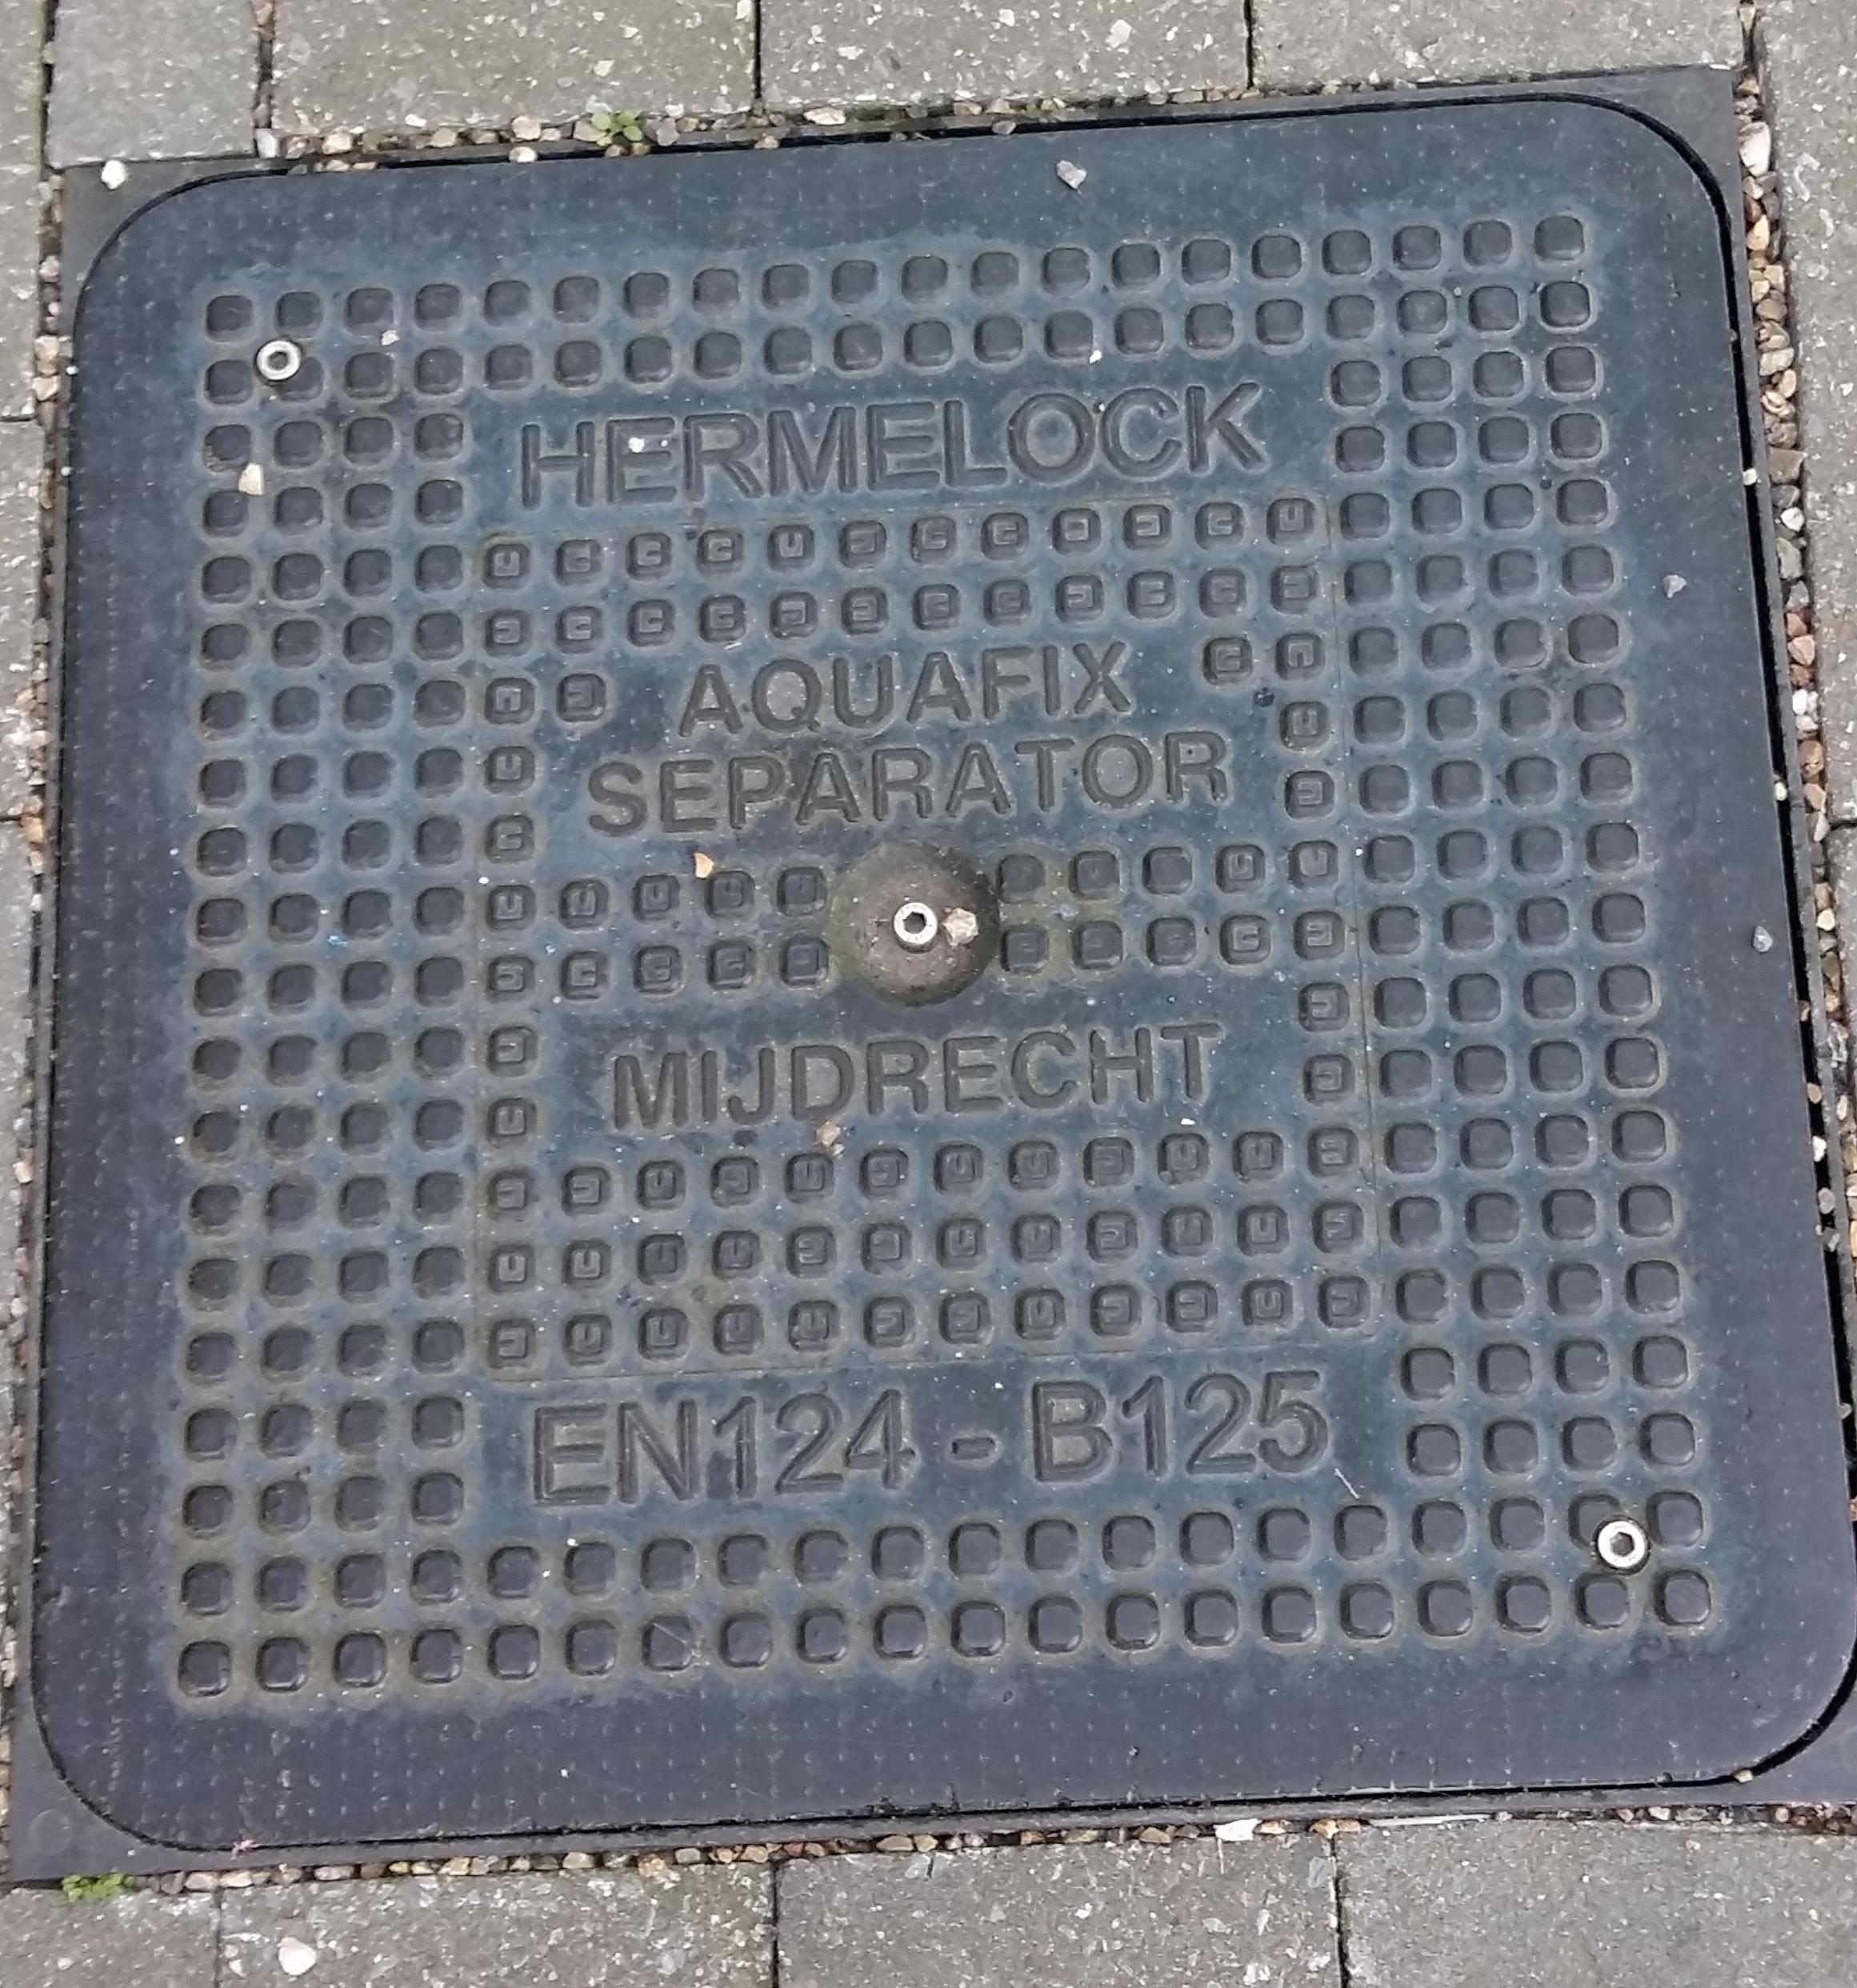 HERMELOCK
AQUAFIX
SEPARATOR
MIJDRECHT
EN124 - B125